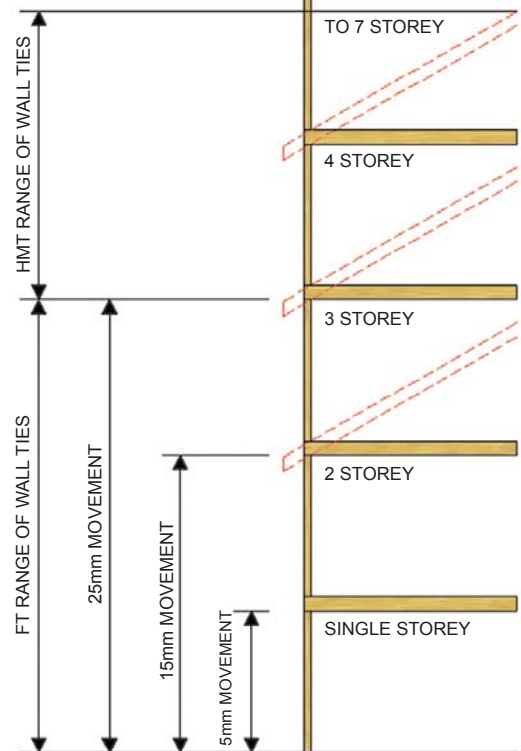 TO 7 STOREY
4 STOREY
3 STOREY
2 STOREY
SINGLE STOREY
HMT RANGE OF WALL TIES
FT RANGE OF WALL TIES
25mm MOVEMENT
15mm MOVEMENT
5mm MOVEMENT